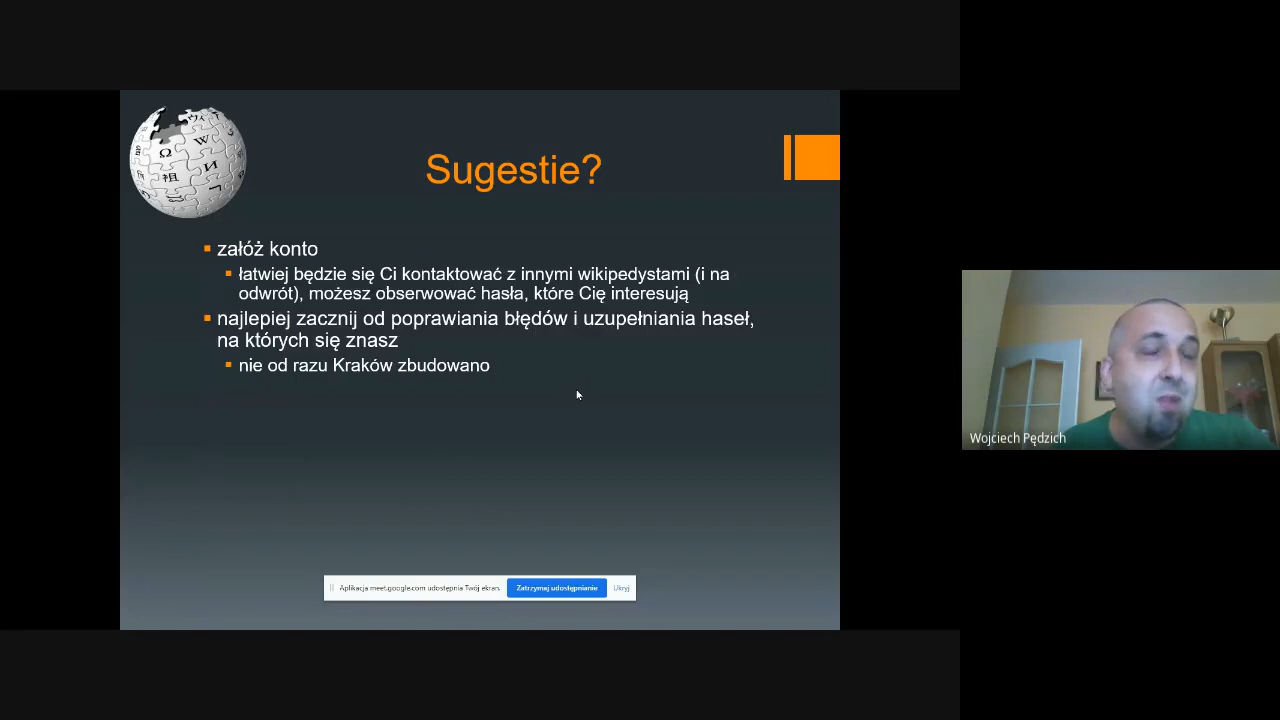 Sugestie?
załóż konto
łatwiej będzie się Ci kontaktować z innymi wikipedystami (i na
odwrót), możesz obserwować hasła, które Cię interesują
najlepiej zacznij od poprawiania błędów i uzupełniania haseł,
na których się znasz
nie od razu Kraków zbudowano
Aplikacja meet.google.com udostępnia Twój ekran.
Zatrzymaj udostępnianie
Ukryj
Wojciech Pędzich
Ω
W
И
祖